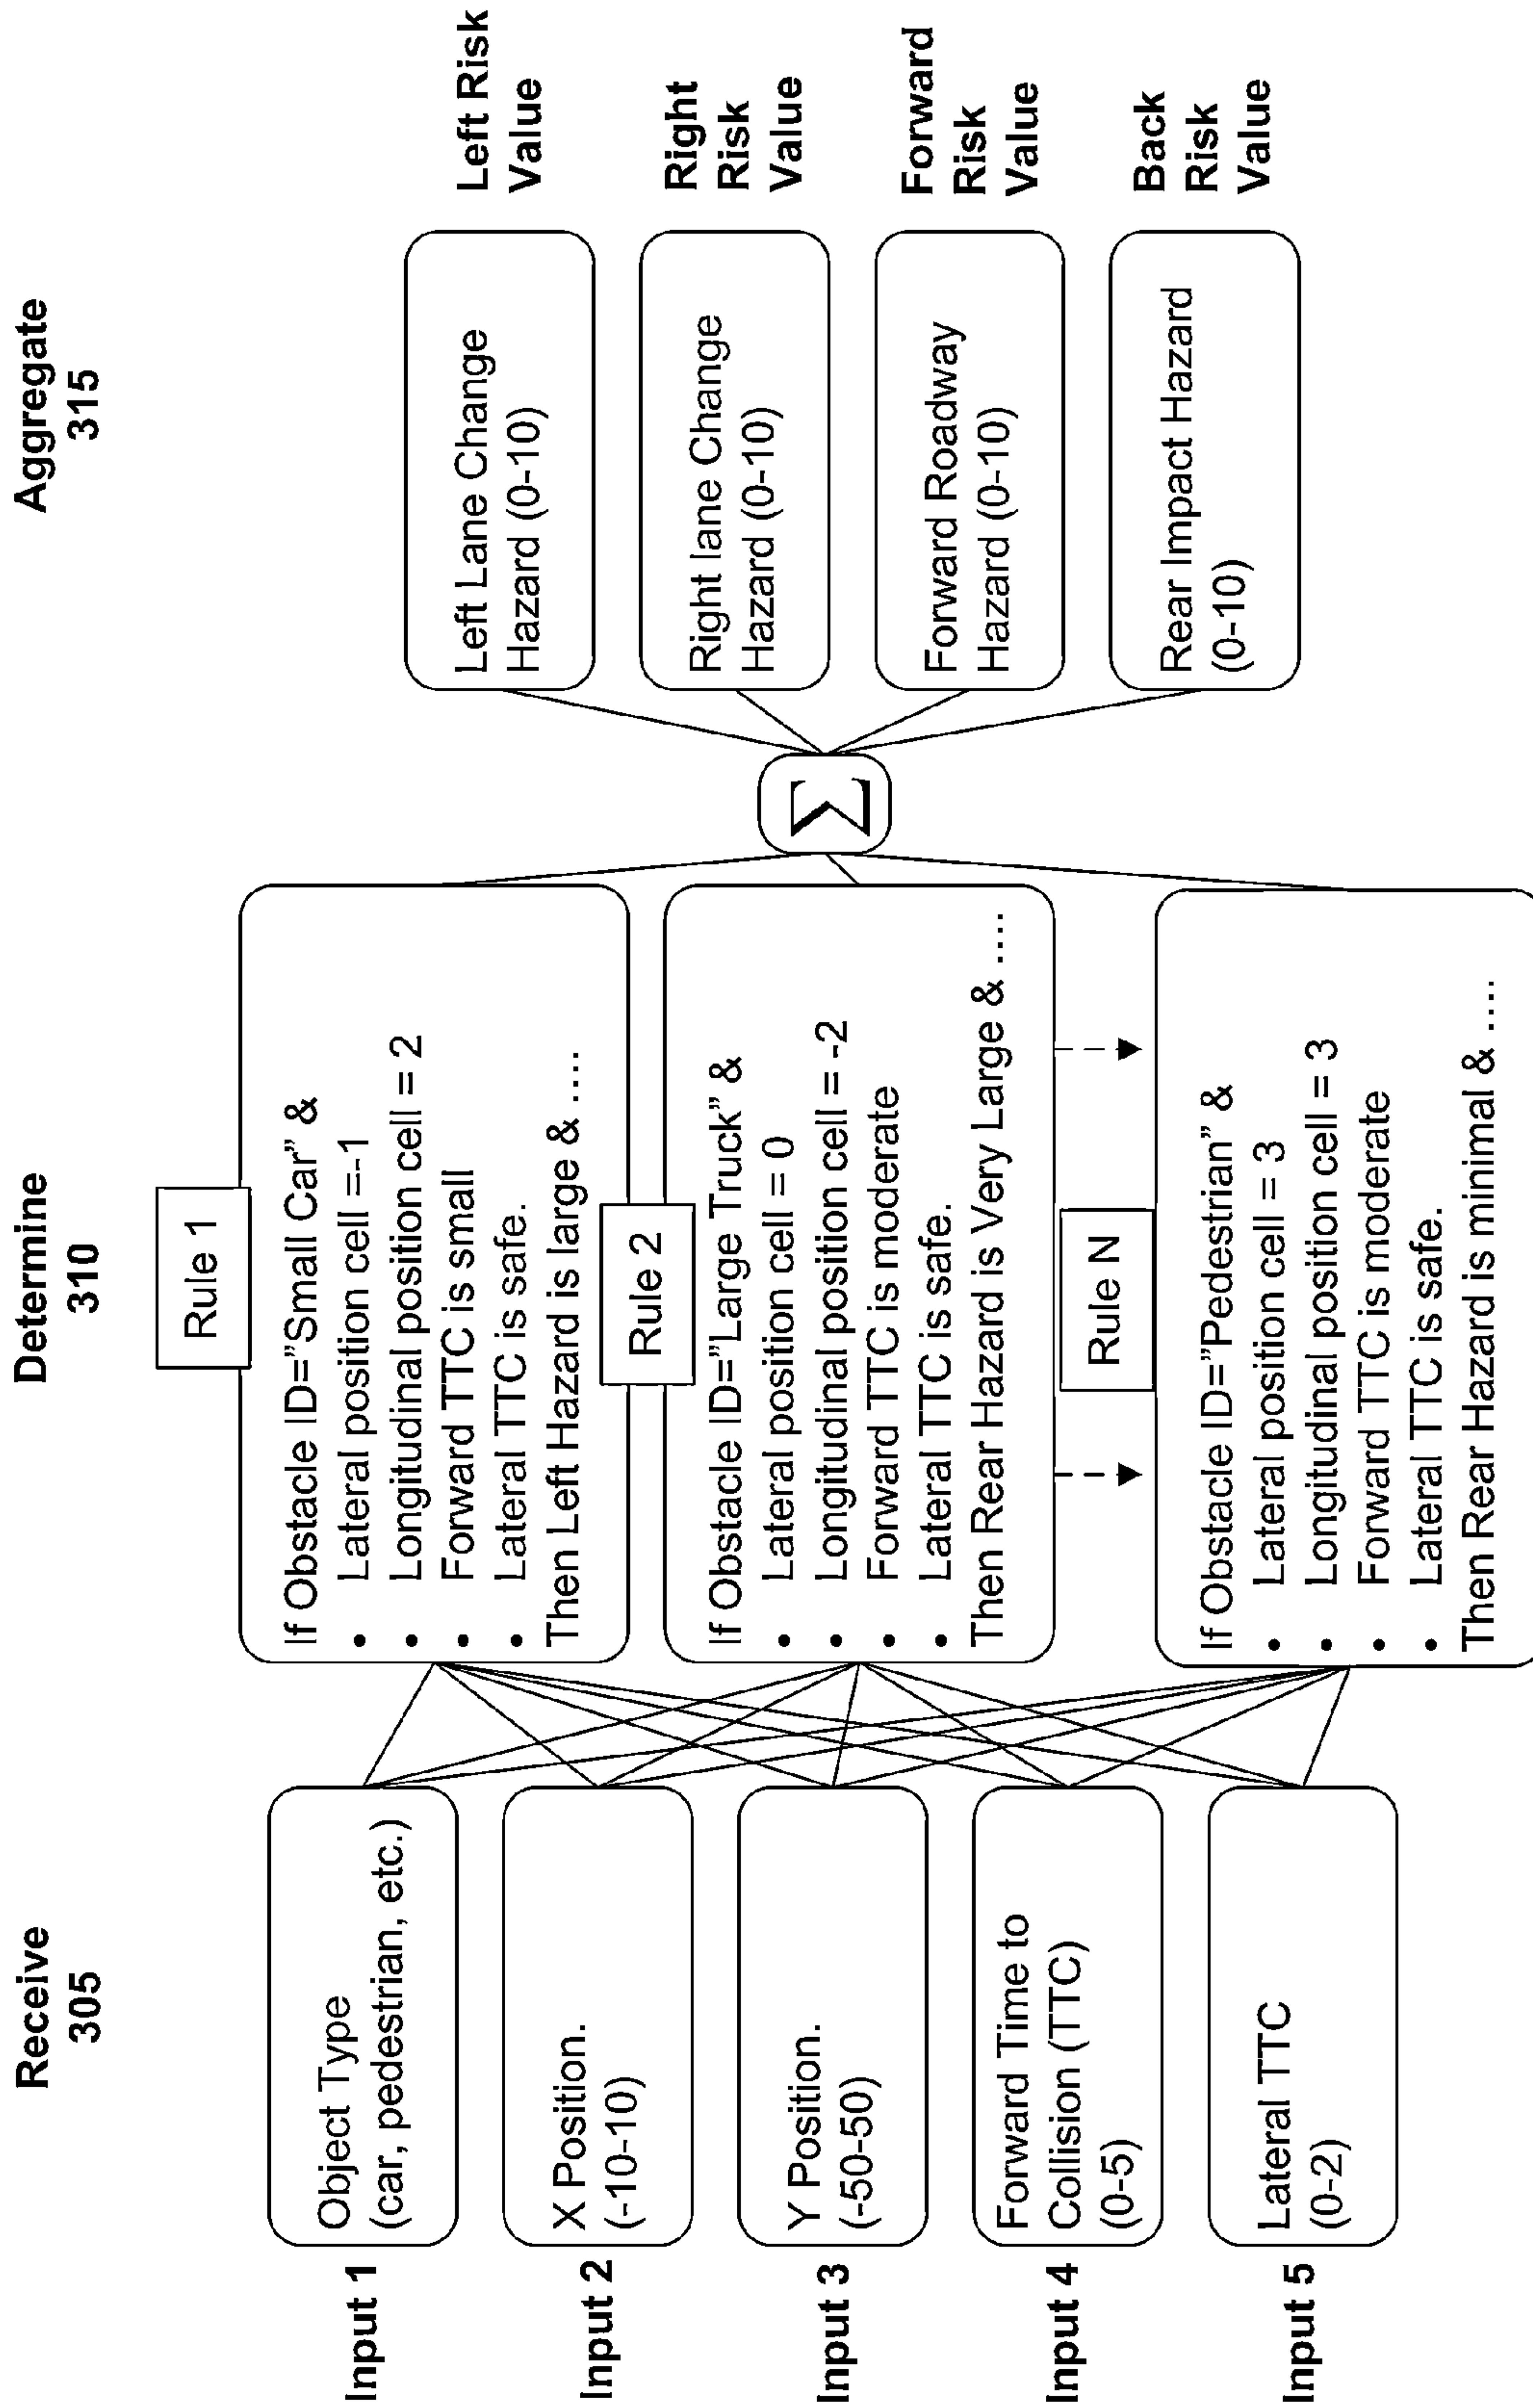 Receive
305
Determine
310
Aggregate
315
Input 1
Object Type
(car, pedestrian, etc.)
Input 2
X Position.
(-10-10)
Input 3
Y Position.
(-50-50)
Input 4
Forward Time to
Collision (TTC)
(0-5)
Input 5
Lateral TTC
(0-2)
Rule 1
If Obstacle ID="Small Car" &
• Lateral position cell =-1
• Longitudinal position cell = 2
• Forward TTC is small
• Lateral TTC is safe.
Then Left Hazard is large & ....
Rule 2
If Obstacle ID="Large Truck" &
• Lateral position cell = 0
• Longitudinal position cell = -2
• Forward TTC is moderate
• Lateral TTC is safe.
Then Rear Hazard is Very Large & ....
Rule N
If Obstacle ID="Pedestrian" &
• Lateral position cell = 3
• Longitudinal position cell = 3
• Forward TTC is moderate
• Lateral TTC is safe.
Then Rear Hazard is minimal & ....
Σ
Left Lane Change
Hazard (0-10)
Left Risk
Value
Right lane Change
Hazard (0-10)
Right
Risk
Value
Forward Roadway
Hazard (0-10)
Forward
Risk
Value
Rear Impact Hazard
(0-10)
Back
Risk
Value